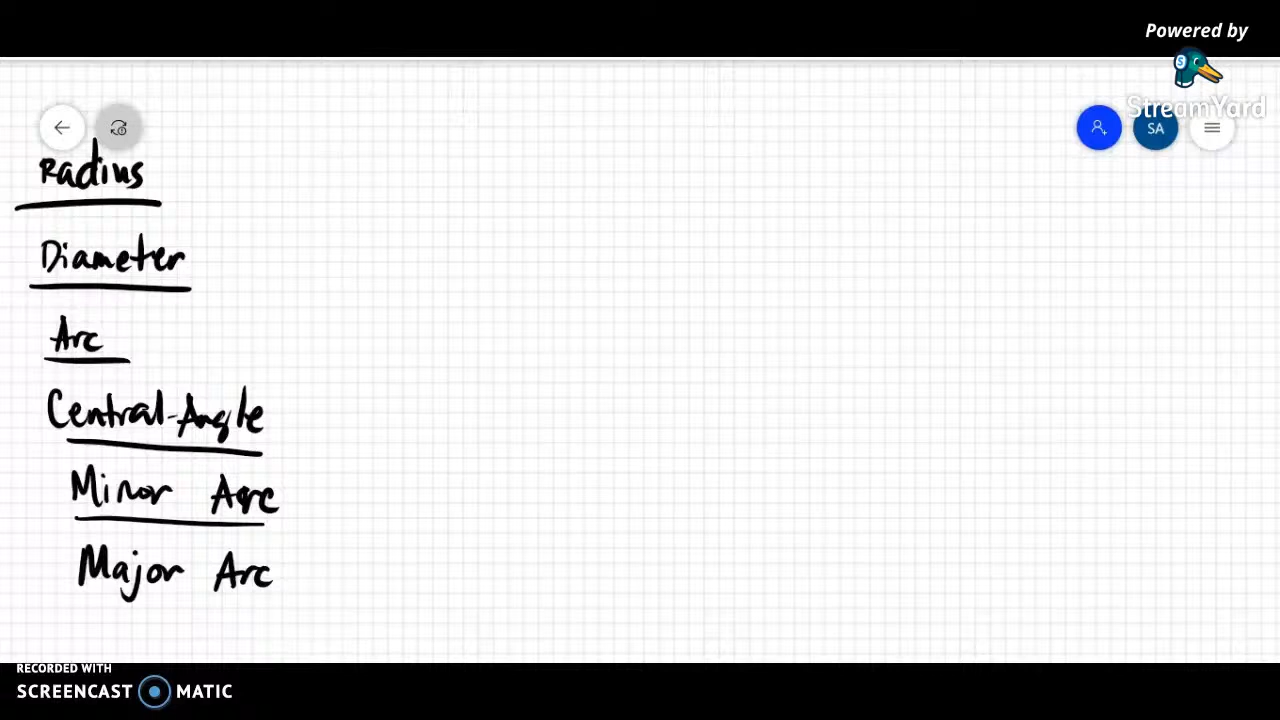 Powered by
StreamYard
SA
Radius
Diameter
Arc
Central-Angle
Minor Arc
Major Arc
RECORDED WITH
SCREENCAST MATIC